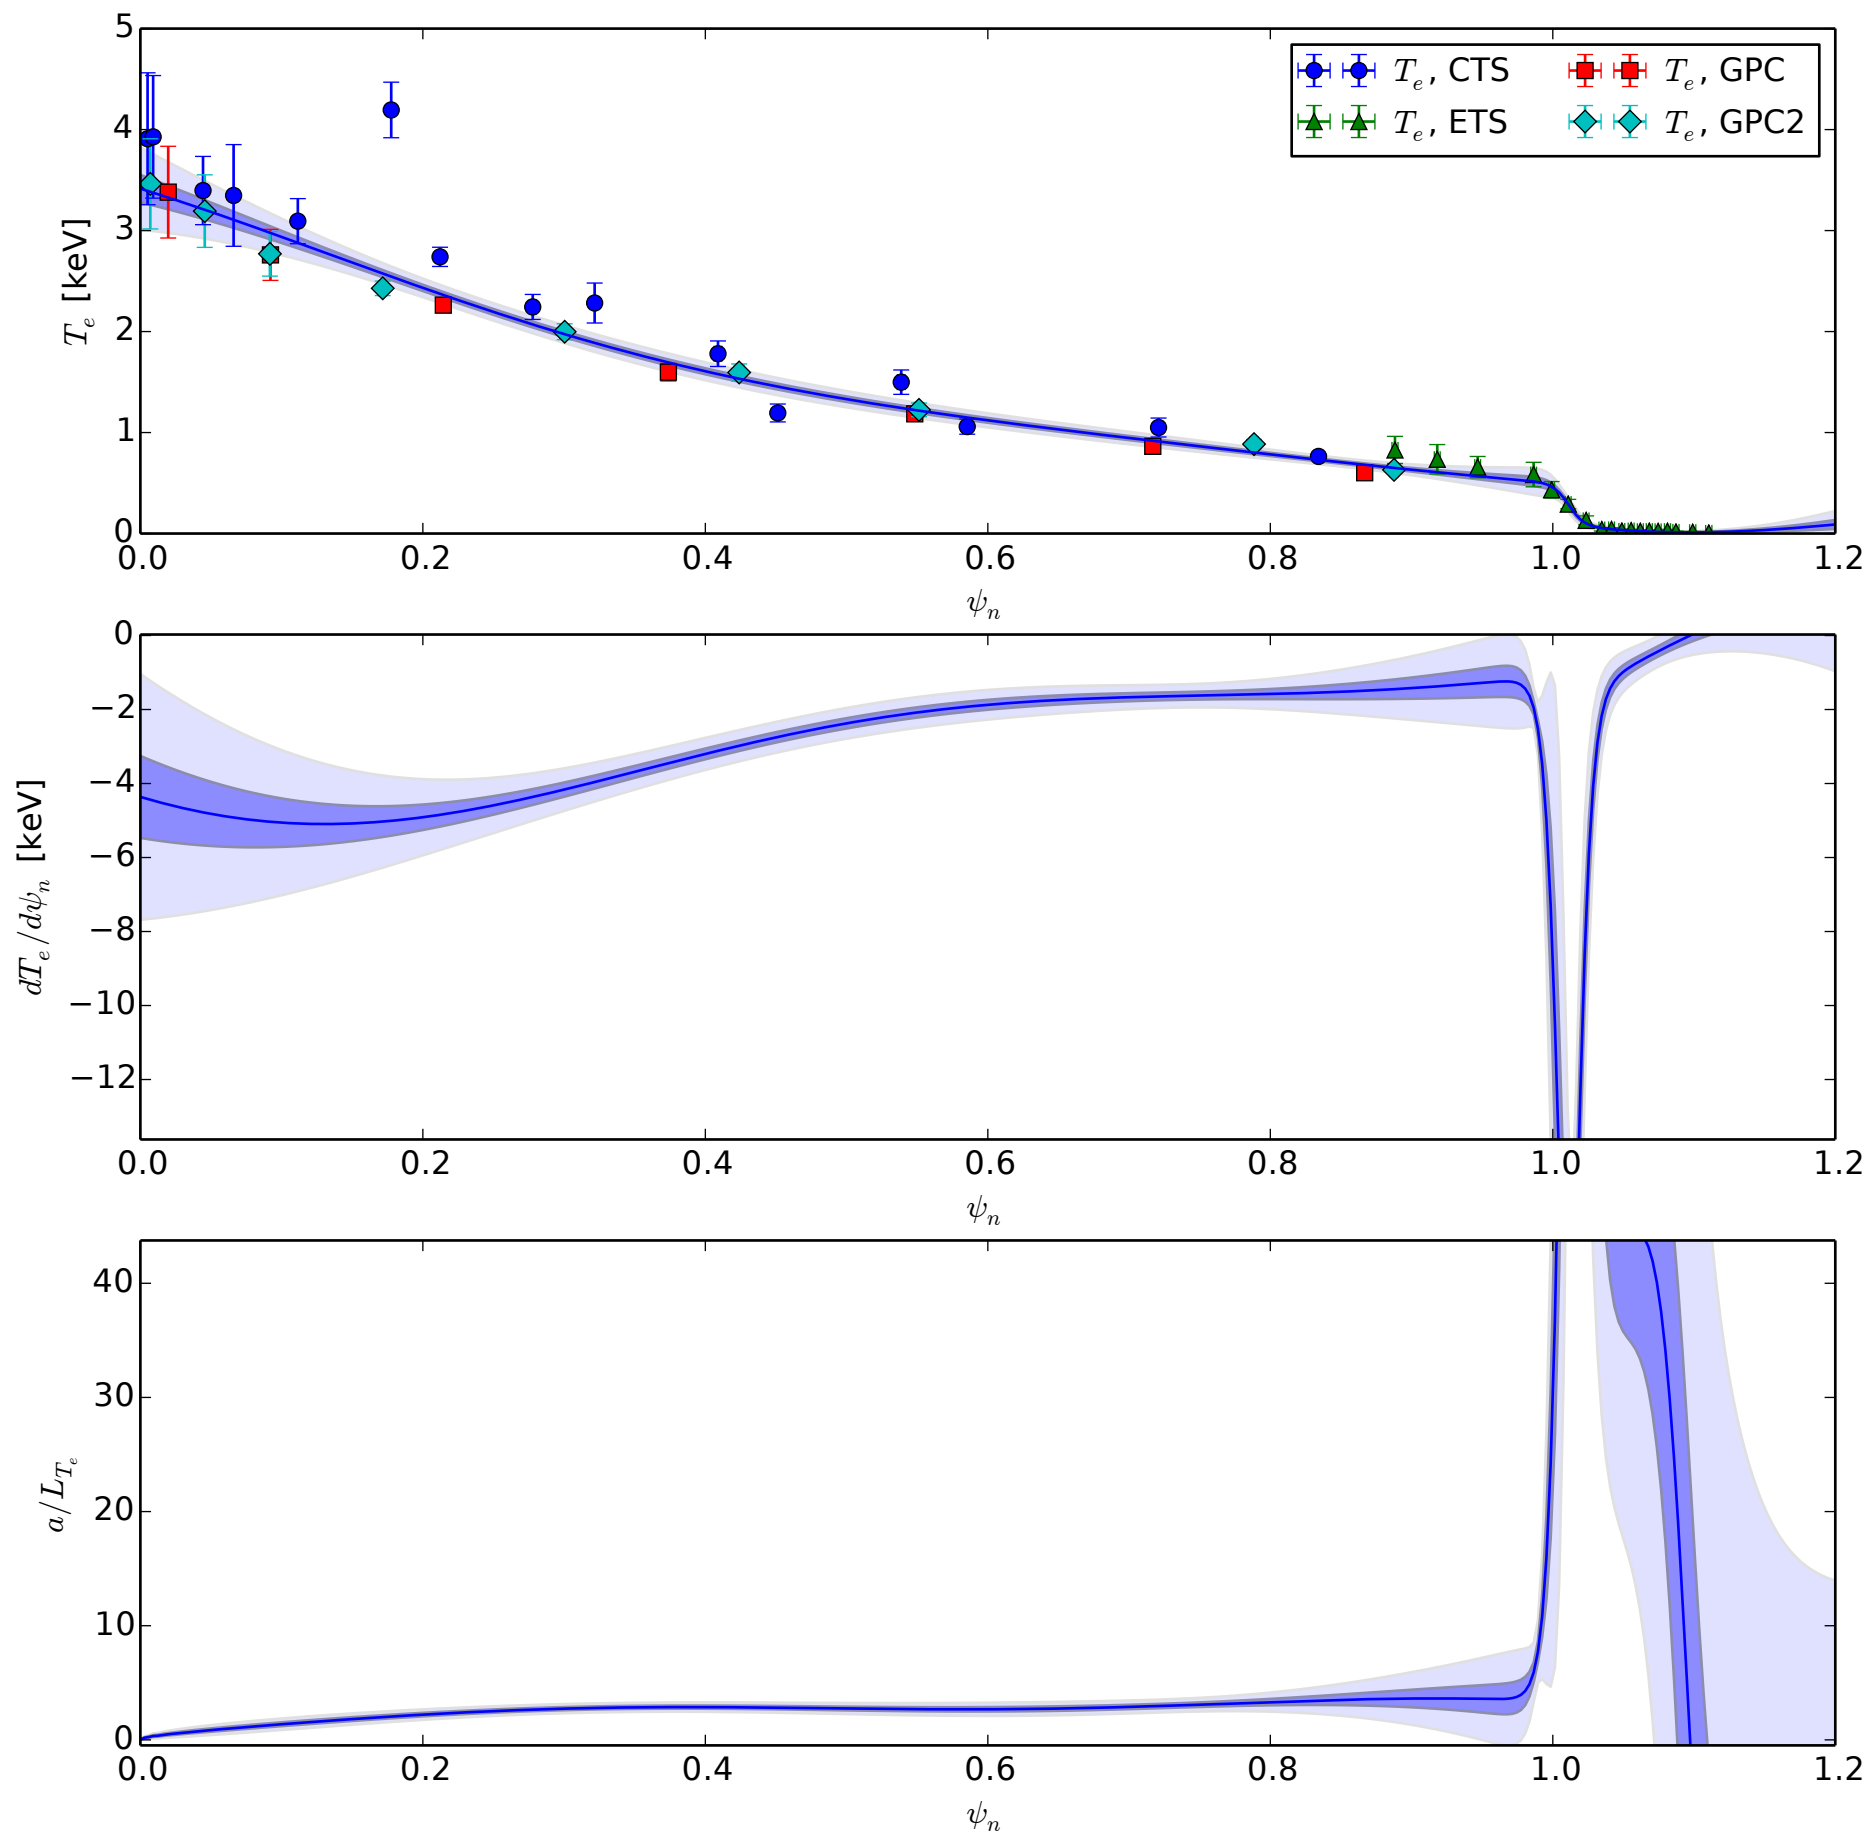 5
4
3
2
1
0
T_e [keV]
T_e, CTS
T_e, GPC
T_e, ETS
T_e, GPC2
0.0 0.2 0.4 0.6 0.8 1.0 1.2
ψ_n
0
−2
−4
−6
−8
−10
−12
dT_e/dψ_n [keV]
0.0 0.2 0.4 0.6 0.8 1.0 1.2
ψ_n
40
30
20
10
0
a/L_{T_e}
0.0 0.2 0.4 0.6 0.8 1.0 1.2
ψ_n